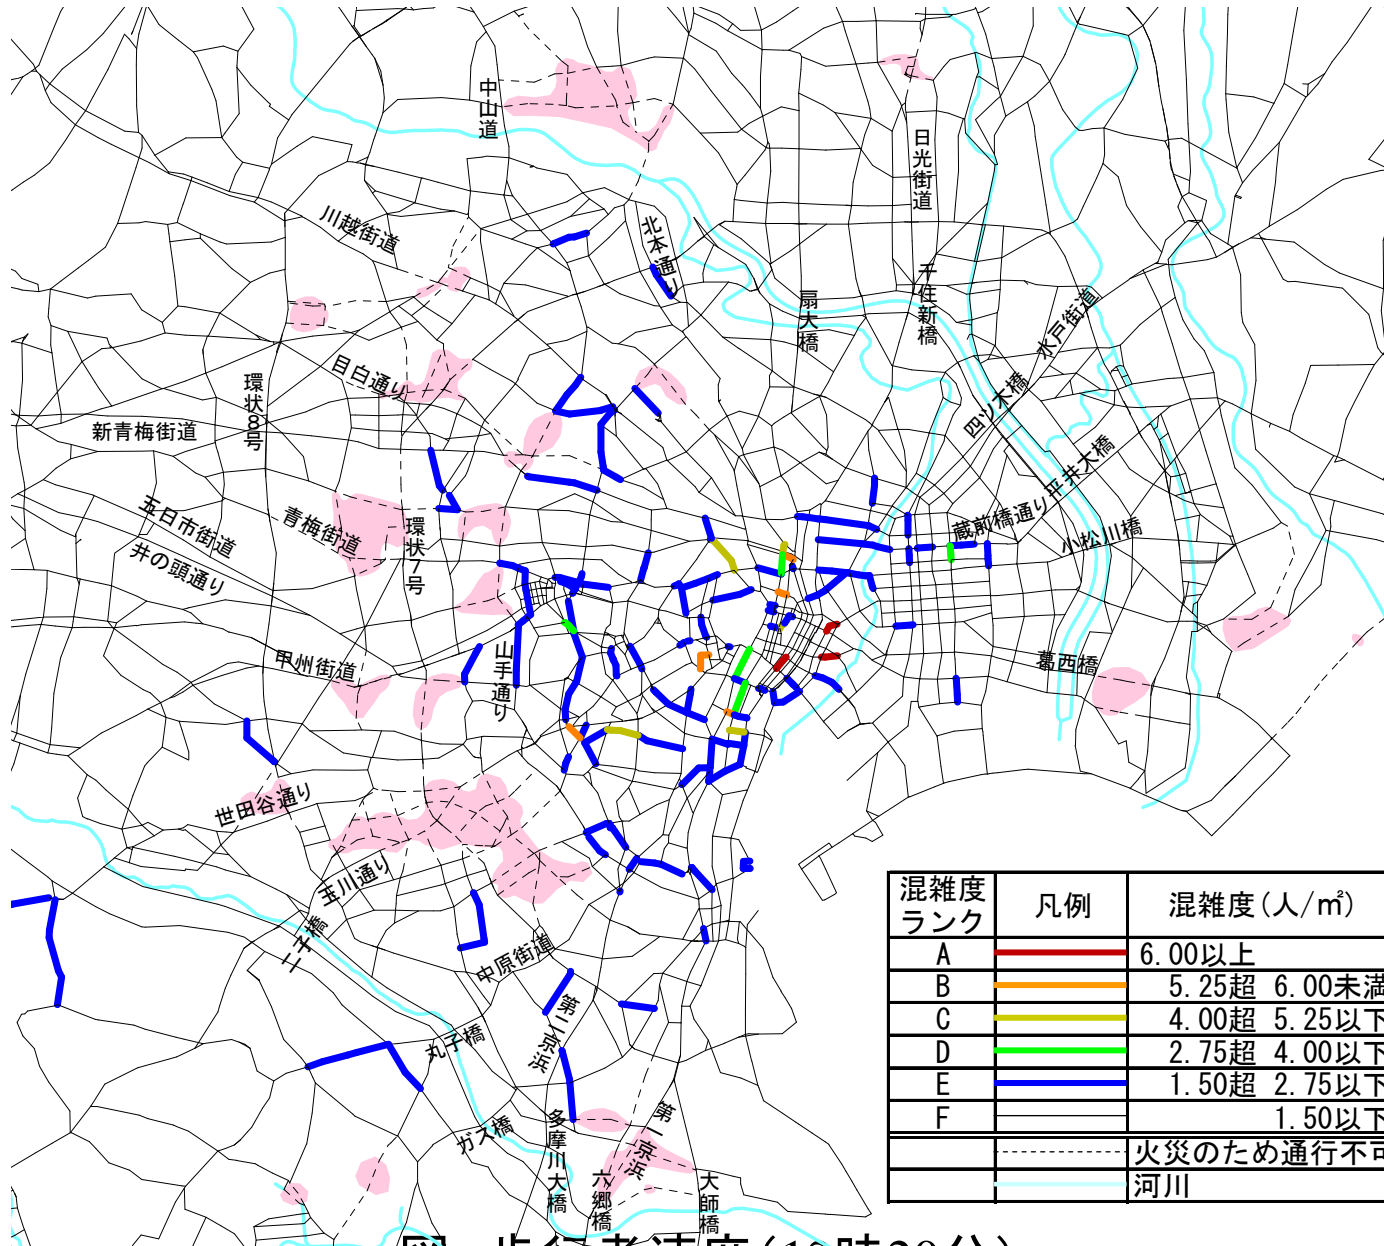 中山道
日光街道
川越街道
北本通り
千住新橋
扇大橋
水戸街道
目白通り
環状8号
四ツ木橋
新青梅街道
平井大橋
五日市街道
青梅街道
環状7号
蔵前橋通り
小松川橋
井の頭通り
甲州街道
山手通り
葛西橋
世田谷通り
玉川通り
二子橋
中原街道
第二京浜
丸子橋
ガス橋
多摩川大橋
第一京浜
六郷橋
大師橋
混雑度ランク 凡例 混雑度(人/㎡)
A 6.00以上
B 5.25超 6.00未満
C 4.00超 5.25以下
D 2.75超 4.00以下
E 1.50超 2.75以下
F 1.50以下
火災のため通行不可
河川